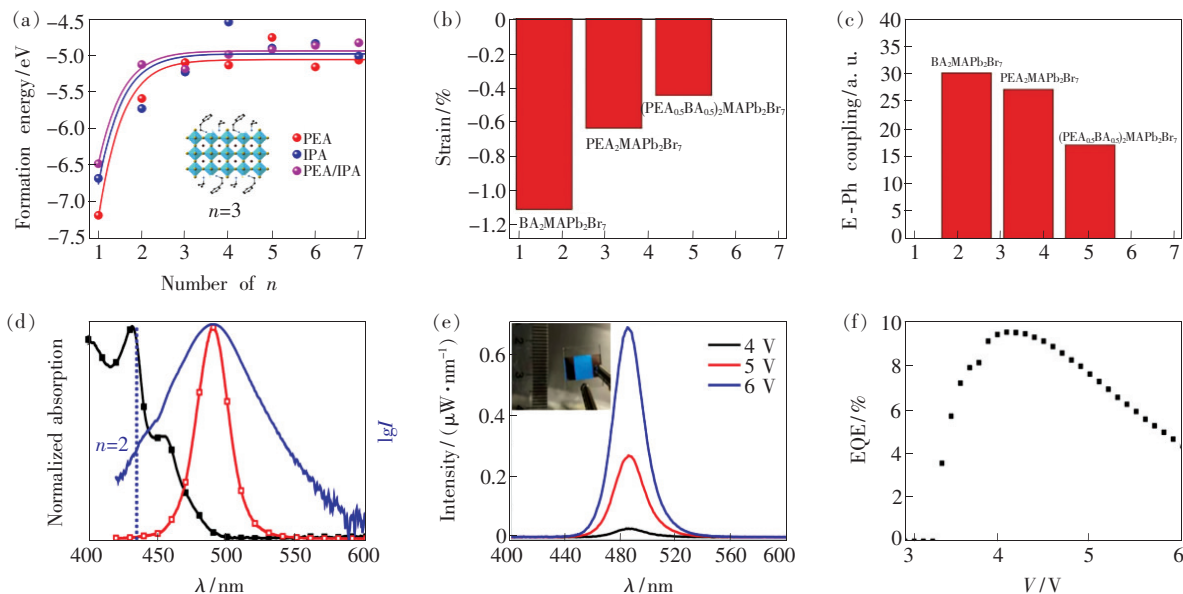 (a)
-4.5
-5.0
-5.5
-6.0
-6.5
-7.0
-7.5
Formation energy/eV
PEA
IPA
PEA/IPA
n=3
1 2 3 4 5 6 7
Number of n
(b)
0
-0.2
-0.4
-0.6
-0.8
-1.0
-1.2
Strain/%
(PEA₀.₅BA₀.₅)₂MAPb₂Br₇
PEA₂MAPb₂Br₇
BA₂MAPb₂Br₇
1 2 3 4 5 6 7
(c)
40
35
30
25
20
15
10
5
0
E-Ph coupling/a. u.
BA₂MAPb₂Br₇
PEA₂MAPb₂Br₇
(PEA₀.₅BA₀.₅)₂MAPb₂Br₇
1 2 3 4 5 6 7
(d)
Normalized absorption
n=2
lgI
400 450 500 550 600
λ/nm
(e)
0.6
0.4
0.2
0
Intensity/(μW·nm⁻¹)
4 V
5 V
6 V
400 440 480 520 560 600
λ/nm
(f)
10
8
6
4
2
0
EQE/%
3 4 5 6
V/V